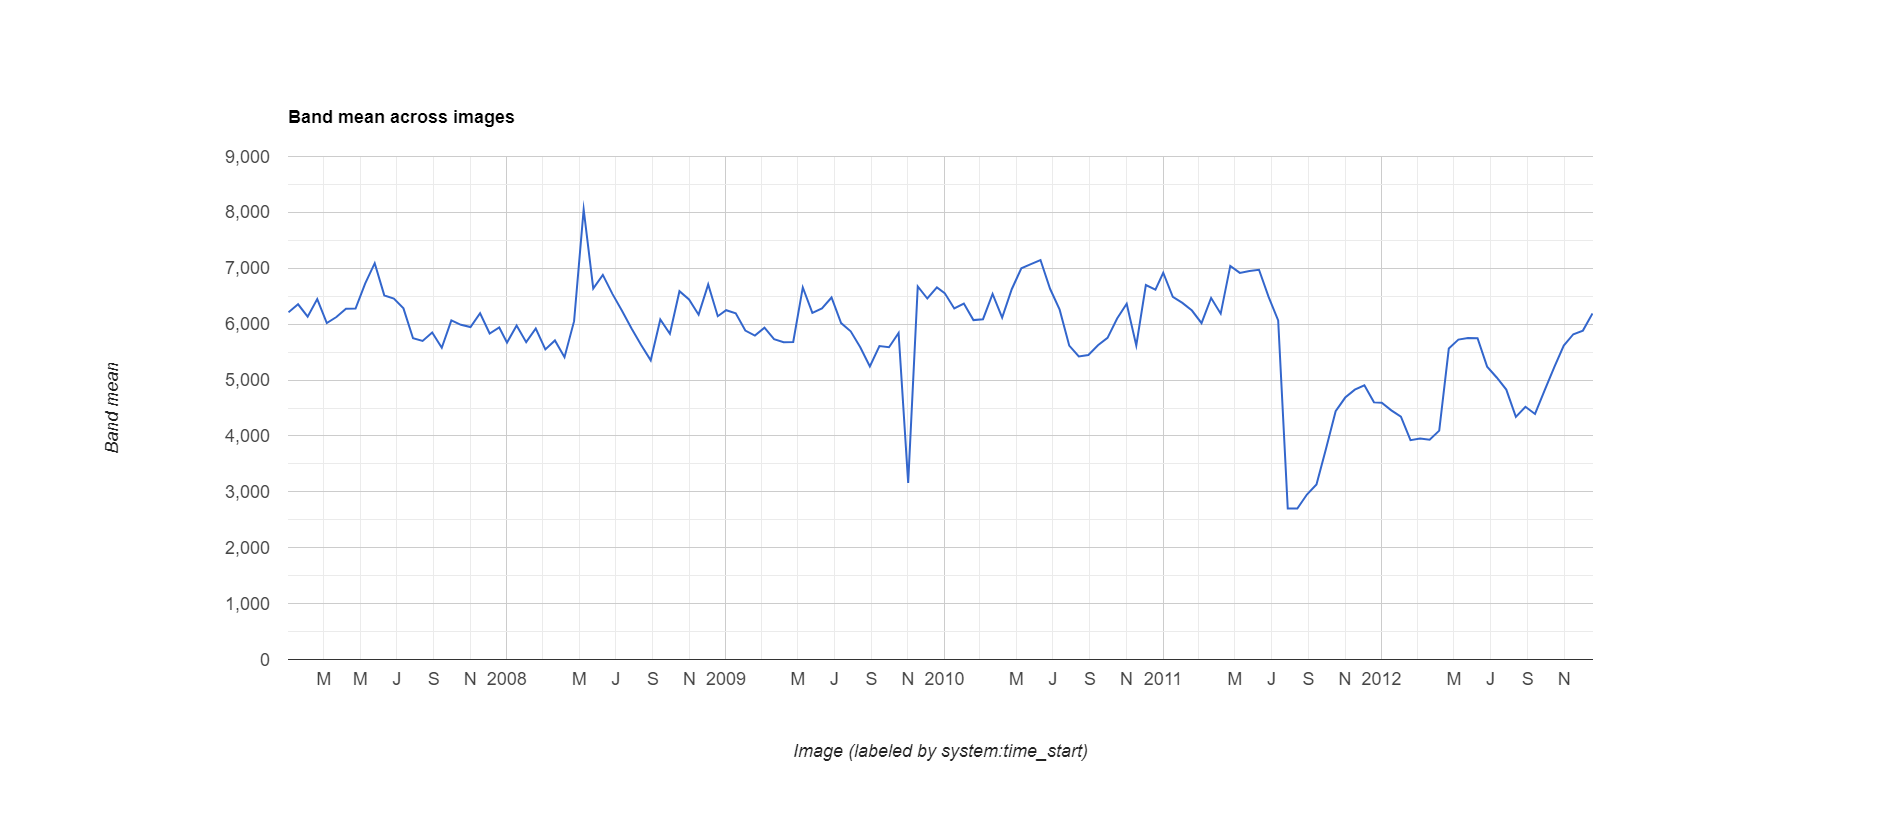 Band mean across images
9,000
8,000
7,000
6,000
5,000
4,000
3,000
2,000
1,000
0
Band mean
M M J S N 2008 M J S N 2009 M J S N 2010 M J S N 2011 M J S N 2012 M J S N
Image (labeled by system:time_start)